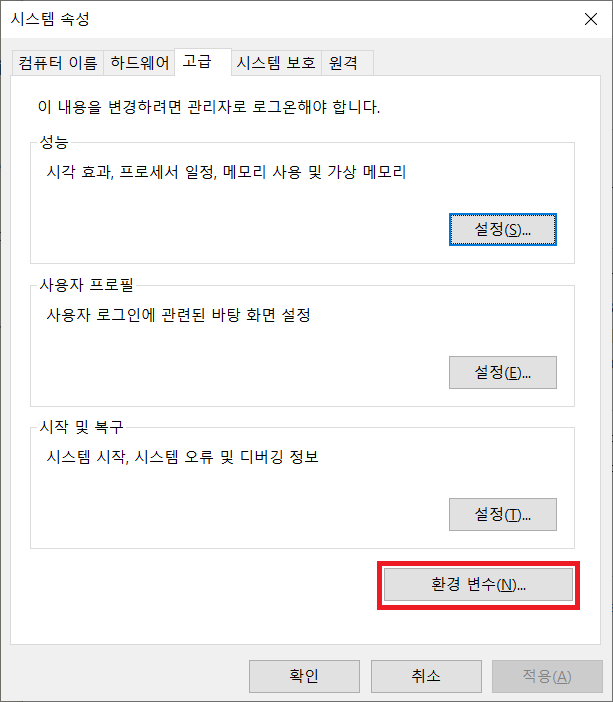 시스템 속성
컴퓨터 이름 하드웨어 고급 시스템 보호 원격
이 내용을 변경하려면 관리자로 로그온해야 합니다.
성능
시각 효과, 프로세서 일정, 메모리 사용 및 가상 메모리
설정(S)...
사용자 프로필
사용자 로그인에 관련된 바탕 화면 설정
설정(E)...
시작 및 복구
시스템 시작, 시스템 오류 및 디버깅 정보
설정(T)...
환경 변수(N)...
확인 취소 적용(A)